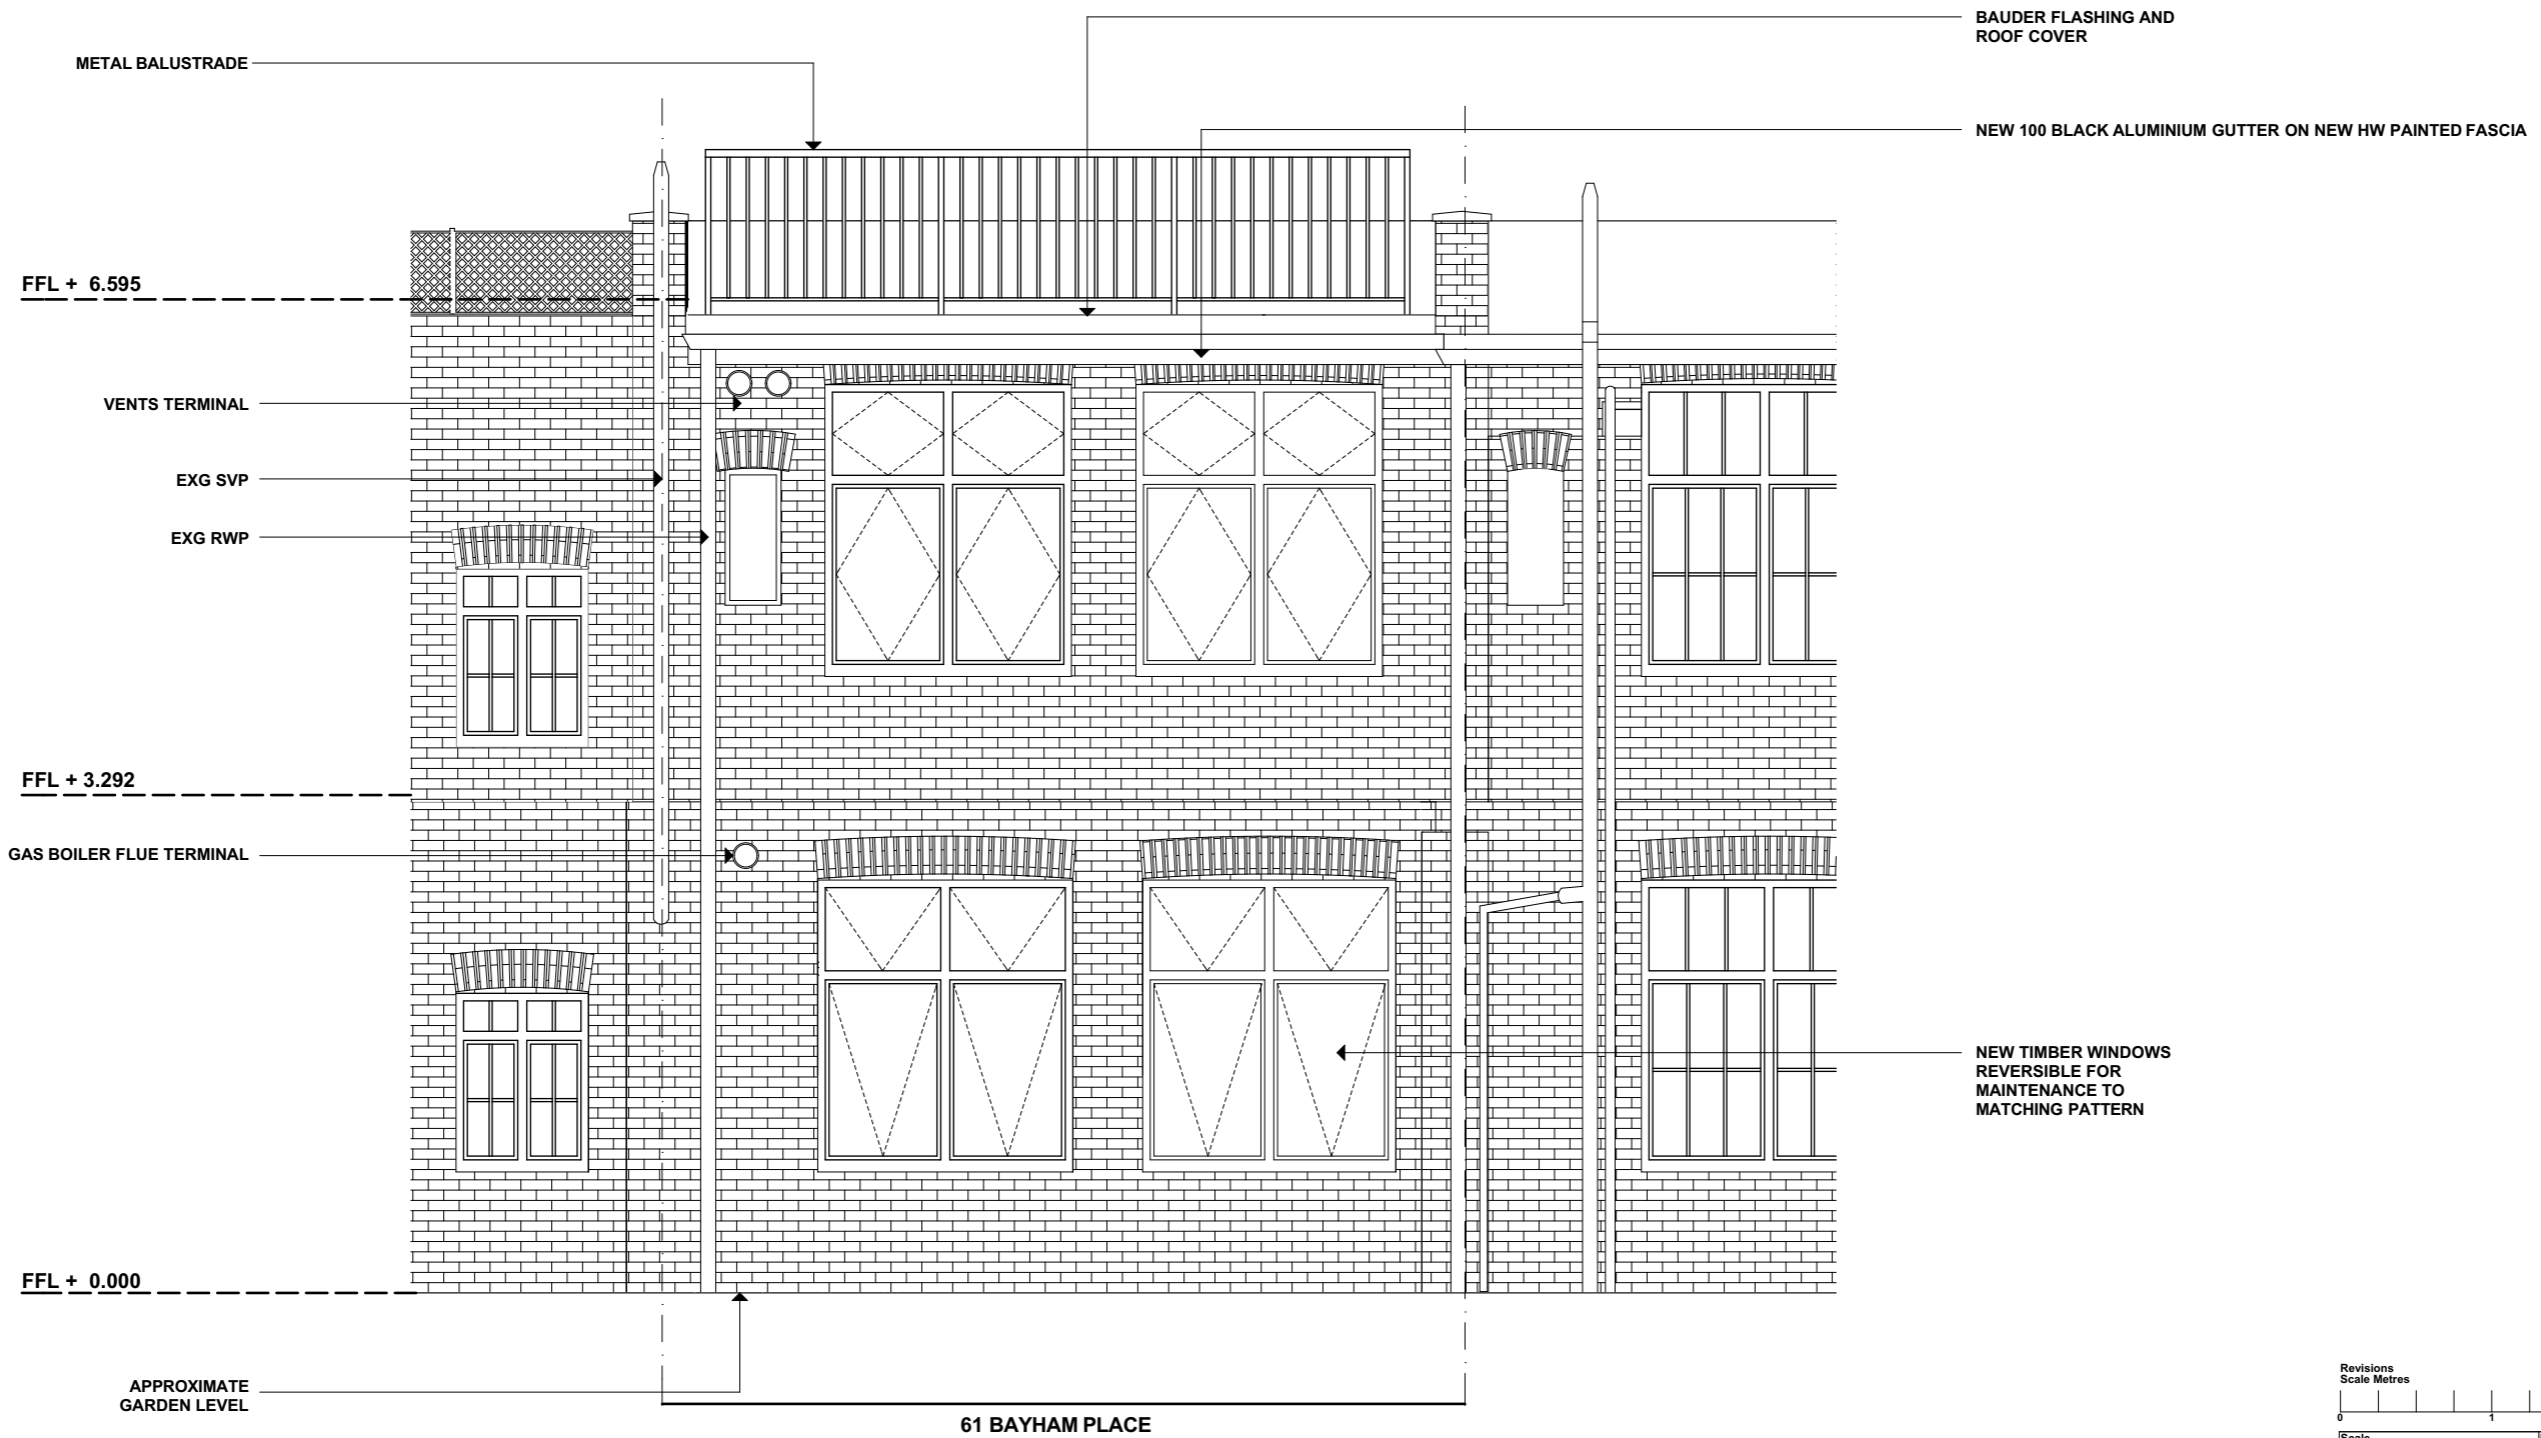 BAUDER FLASHING AND
ROOF COVER
METAL BALUSTRADE
NEW 100 BLACK ALUMINIUM GUTTER ON NEW HW PAINTED FASCIA
FFL + 6.595
VENTS TERMINAL
EXG SVP
EXG RWP
FFL + 3.292
GAS BOILER FLUE TERMINAL
NEW TIMBER WINDOWS
REVERSIBLE FOR
MAINTENANCE TO
MATCHING PATTERN
FFL + 0.000
APPROXIMATE
GARDEN LEVEL
61 BAYHAM PLACE
Revisions
Scale Metres
0 1
Scale